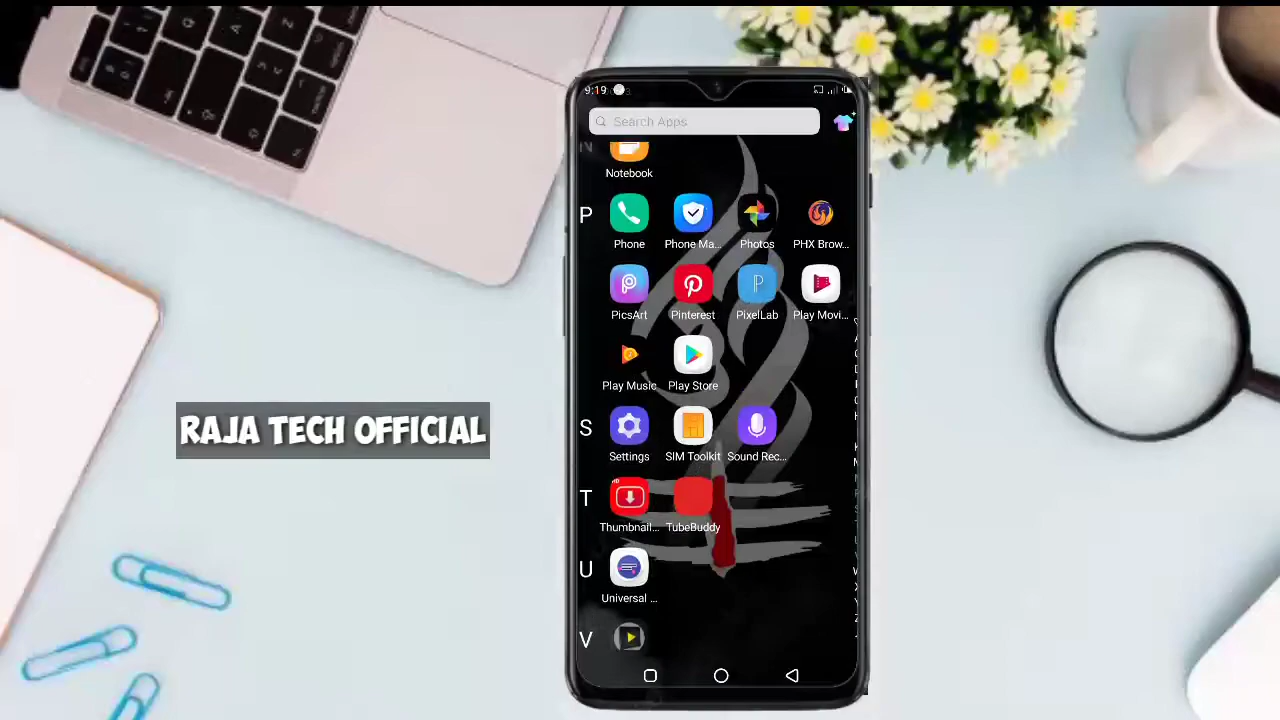 9:19
Search Apps
N
Notebook
P
Phone Phone Ma... Photos PHX Brow...
PicsArt Pinterest PixelLab Play Movi...
Play Music Play Store
S
Settings SIM Toolkit Sound Rec...
RAJA TECH OFFICIAL
T
Thumbnail... TubeBuddy
U
Universal ...
V